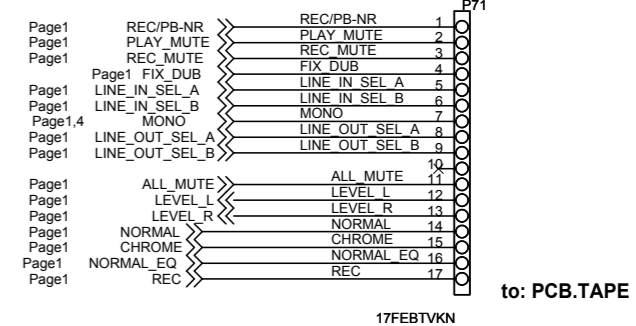 P71
Page1 REC/PB-NR REC/PB-NR 1
Page1 PLAY_MUTE PLAY_MUTE 2
Page1 REC_MUTE REC_MUTE 3
Page1 FIX_DUB FIX_DUB 4
Page1 LINE_IN_SEL_A LINE_IN_SEL_A 5
Page1 LINE_IN_SEL_B LINE_IN_SEL_B 6
Page1,4 MONO MONO 7
Page1 LINE_OUT_SEL_A LINE_OUT_SEL_A 8
Page1 LINE_OUT_SEL_B LINE_OUT_SEL_B 9
10
Page1 ALL_MUTE ALL_MUTE 11
Page1 LEVEL_L LEVEL_L 12
Page1 LEVEL_R LEVEL_R 13
Page1 NORMAL NORMAL 14
Page1 CHROME CHROME 15
Page1 NORMAL_EQ NORMAL_EQ 16
Page1 REC REC 17
to: PCB.TAPE
17FEBTVKN